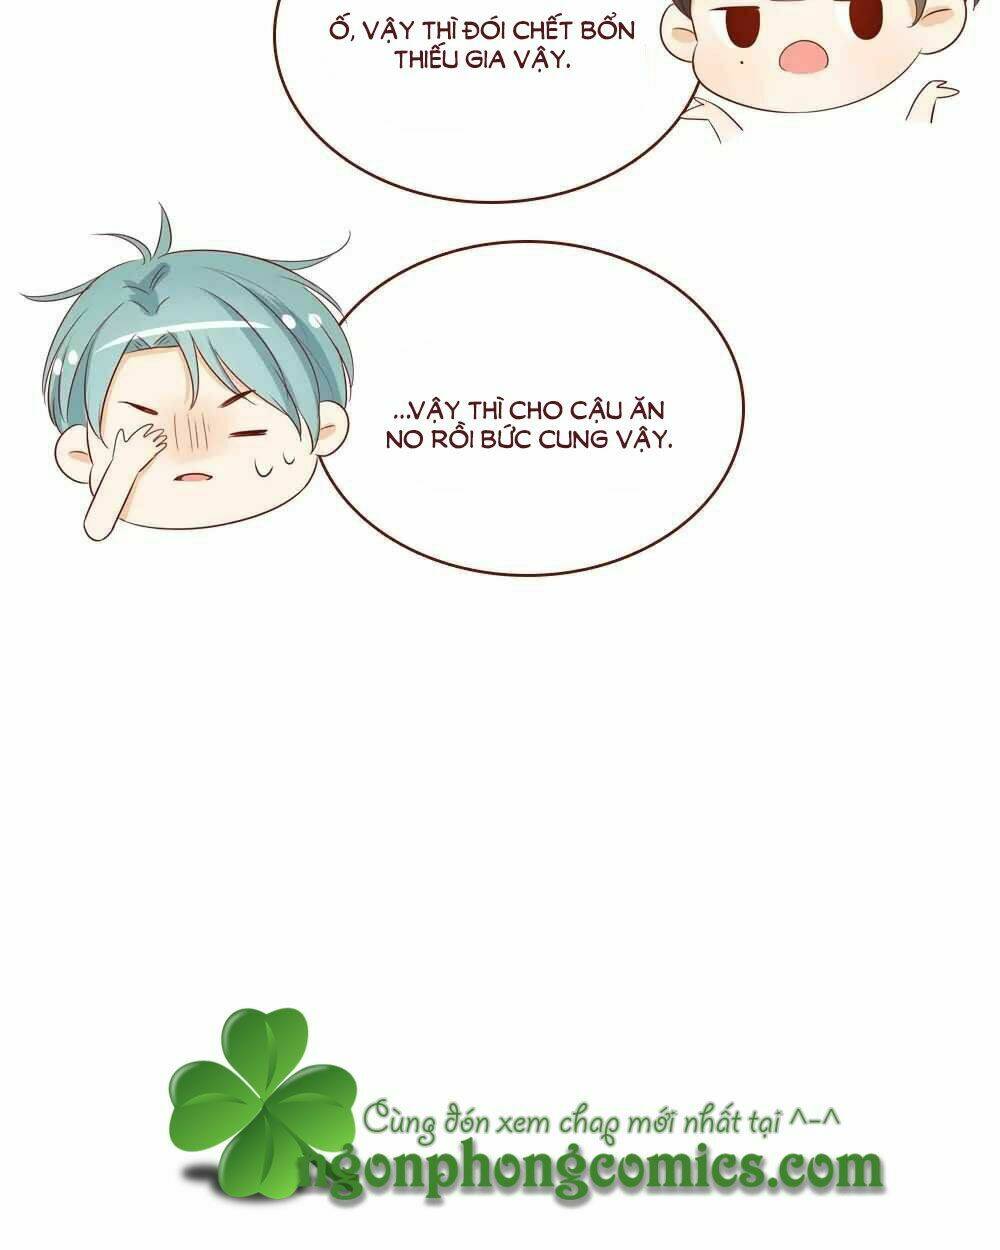 Ố, VẬY THÌ ĐÓI CHẾT BỔN
THIẾU GIA VẬY.
...VẬY THÌ CHO CẬU ĂN
NO RỒI BỨC CUNG VẬY.
Cùng đón xem chap mới nhất tại ^-^
ngonphongcomics.com